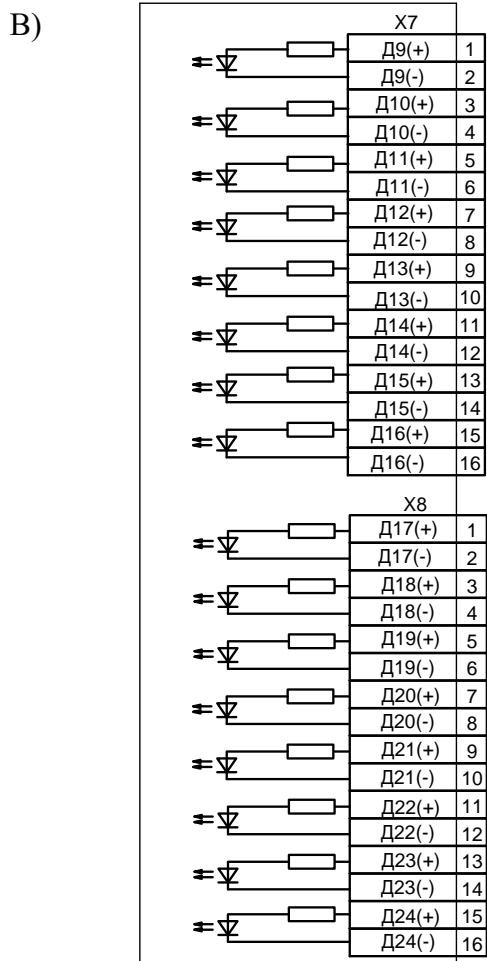 В)
X7
Д9(+) 1
Д9(-) 2
Д10(+) 3
Д10(-) 4
Д11(+) 5
Д11(-) 6
Д12(+) 7
Д12(-) 8
Д13(+) 9
Д13(-) 10
Д14(+) 11
Д14(-) 12
Д15(+) 13
Д15(-) 14
Д16(+) 15
Д16(-) 16
X8
Д17(+) 1
Д17(-) 2
Д18(+) 3
Д18(-) 4
Д19(+) 5
Д19(-) 6
Д20(+) 7
Д20(-) 8
Д21(+) 9
Д21(-) 10
Д22(+) 11
Д22(-) 12
Д23(+) 13
Д23(-) 14
Д24(+) 15
Д24(-) 16